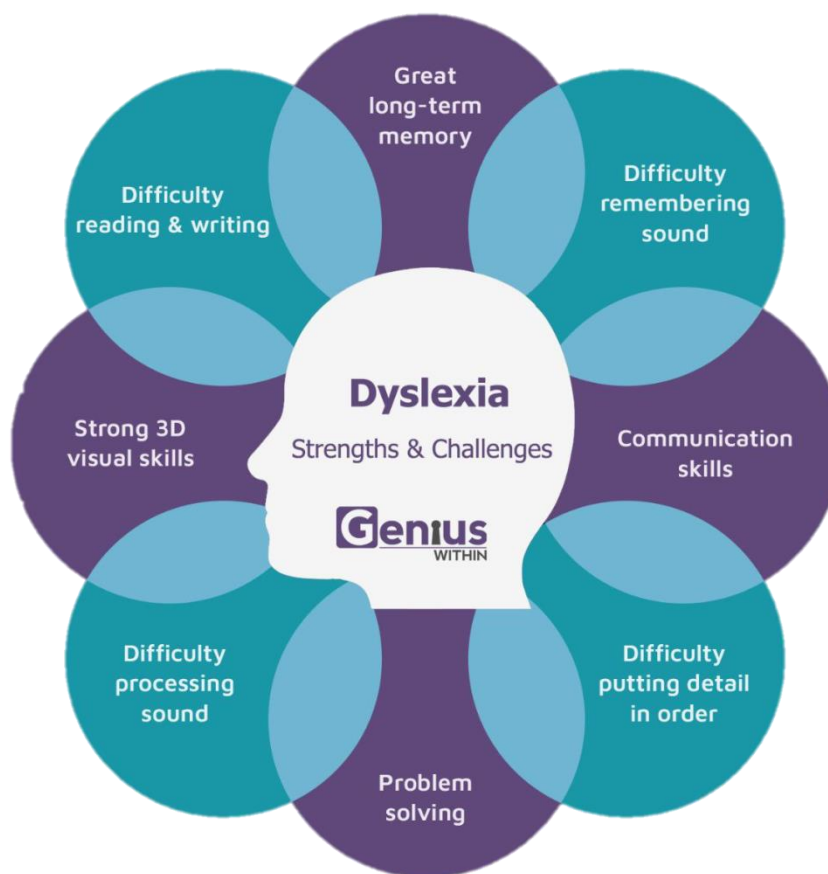 Great
long-term
memory
Difficulty
reading & writing
Difficulty
remembering
sound
Dyslexia
Strengths & Challenges
Genius
WITHIN
Strong 3D
visual skills
Communication
skills
Difficulty
processing
sound
Difficulty
putting detail
in order
Problem
solving